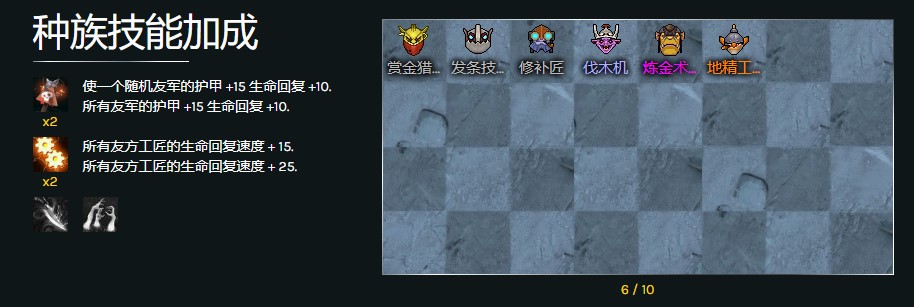 种族技能加成
使一个随机友军的护甲 +15 生命回复 +10.
所有友军的护甲 +15 生命回复 +10.
x2
所有友方工匠的生命回复速度 + 15.
所有友方工匠的生命回复速度 + 25.
x2
赏金猎... 发条技... 修补匠 伐木机 炼金术... 地精工...
6 / 10